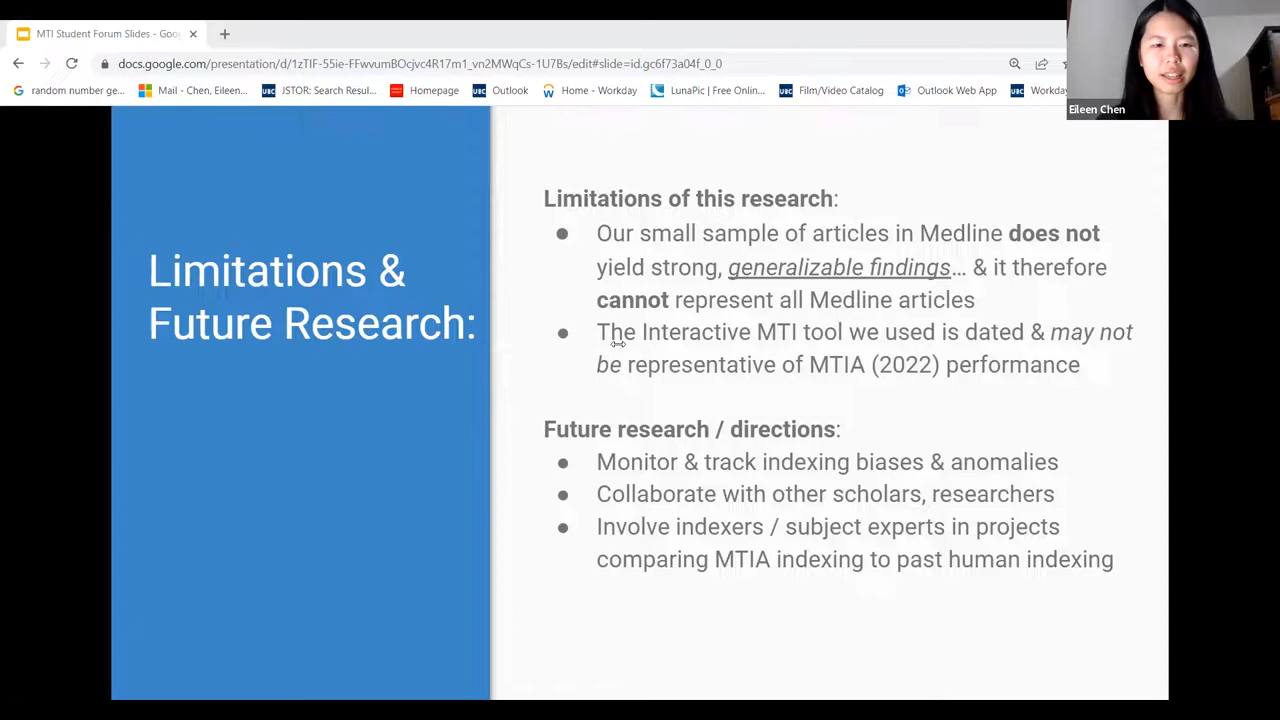 MTI Student Forum Slides - Goo
docs.google.com/presentation/d/1zTIF-55ie-FFwvumBOcjvc4R17m1_vp2MWqCs-1U7Bs/edit#slide=id.gc6f73a04f_0_0
random number ge... Mail - Chen, Eileen... UBC JSTOR: Search Resul... Homepage UBC Outlook Home - Workday LunaPic | Free Onlin... UBC Film/Video Catalog Outlook Web App UBC Workday
Eileen Chen
Limitations &
Future Research:
Limitations of this research:
● Our small sample of articles in Medline does not
yield strong, generalizable findings... & it therefore
cannot represent all Medline articles
● The Interactive MTI tool we used is dated & may not
be representative of MTIA (2022) performance
Future research / directions:
● Monitor & track indexing biases & anomalies
● Collaborate with other scholars, researchers
● Involve indexers / subject experts in projects
comparing MTIA indexing to past human indexing